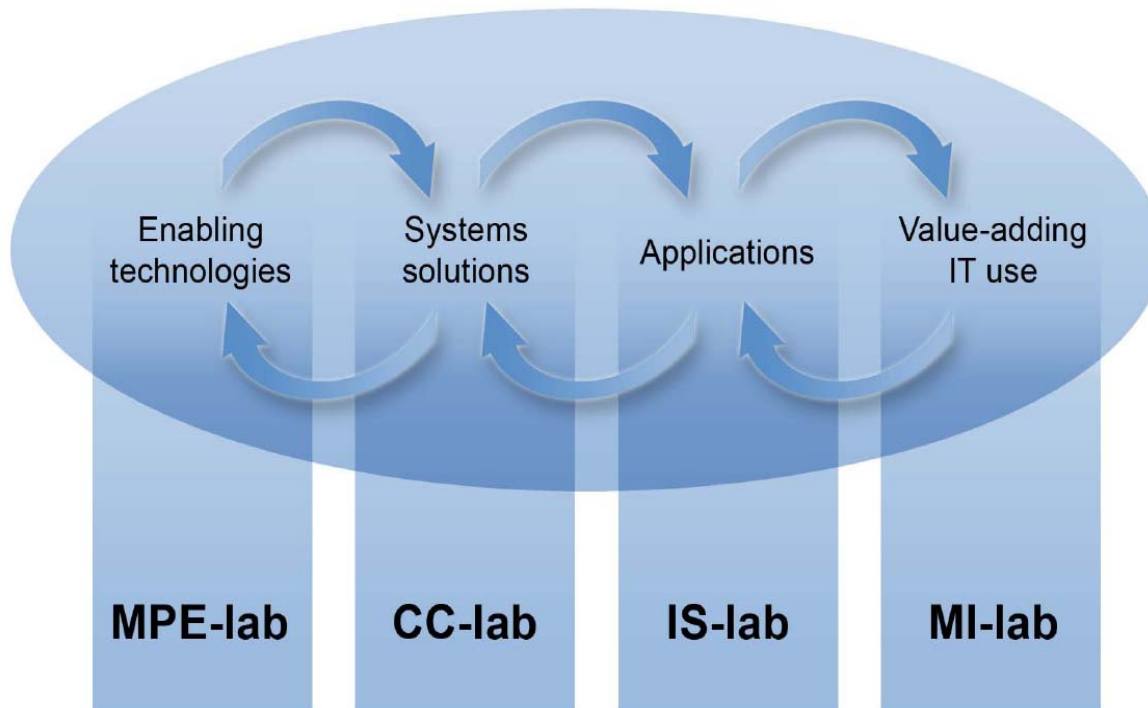 Enabling
technologies
Systems
solutions
Applications
Value-adding
IT use
MPE-lab
CC-lab
IS-lab
MI-lab